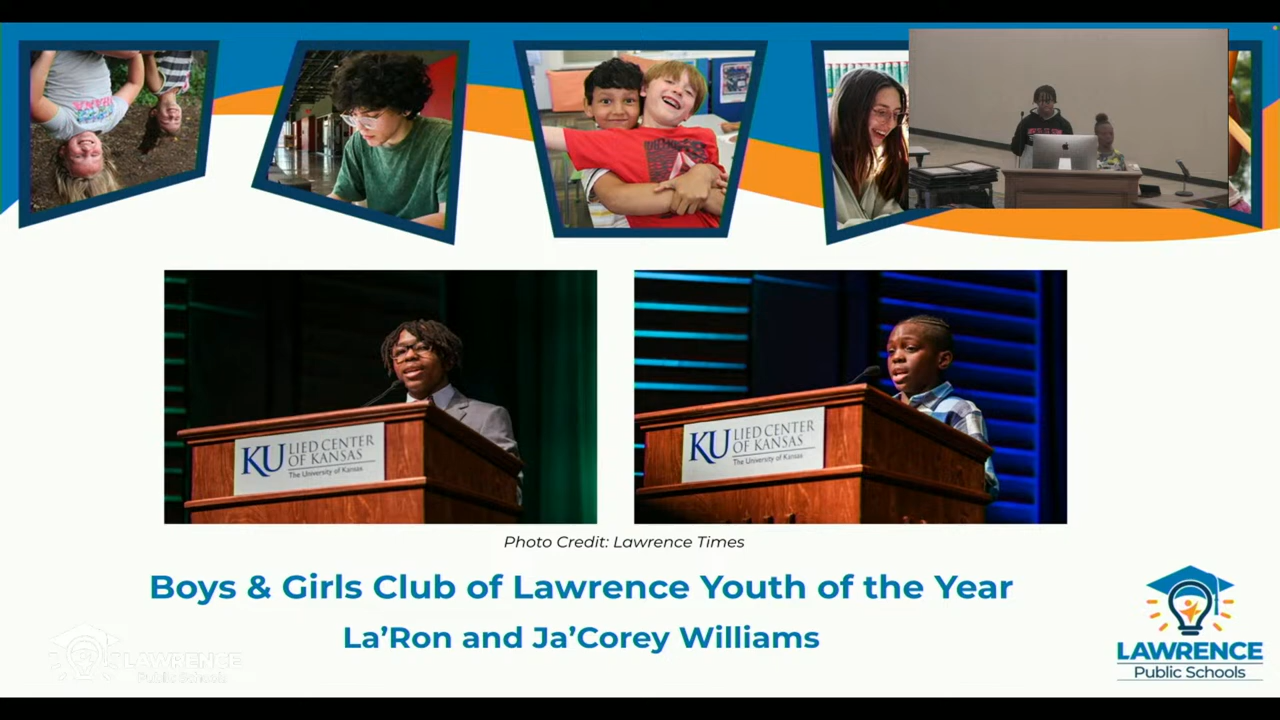 KU LIED CENTER
OF KANSAS
The University of Kansas
KU LIED CENTER
OF KANSAS
The University of Kansas
Photo Credit: Lawrence Times
Boys & Girls Club of Lawrence Youth of the Year
La’Ron and Ja’Corey Williams
LAWRENCE
Public Schools
LAWRENCE
Public Schools